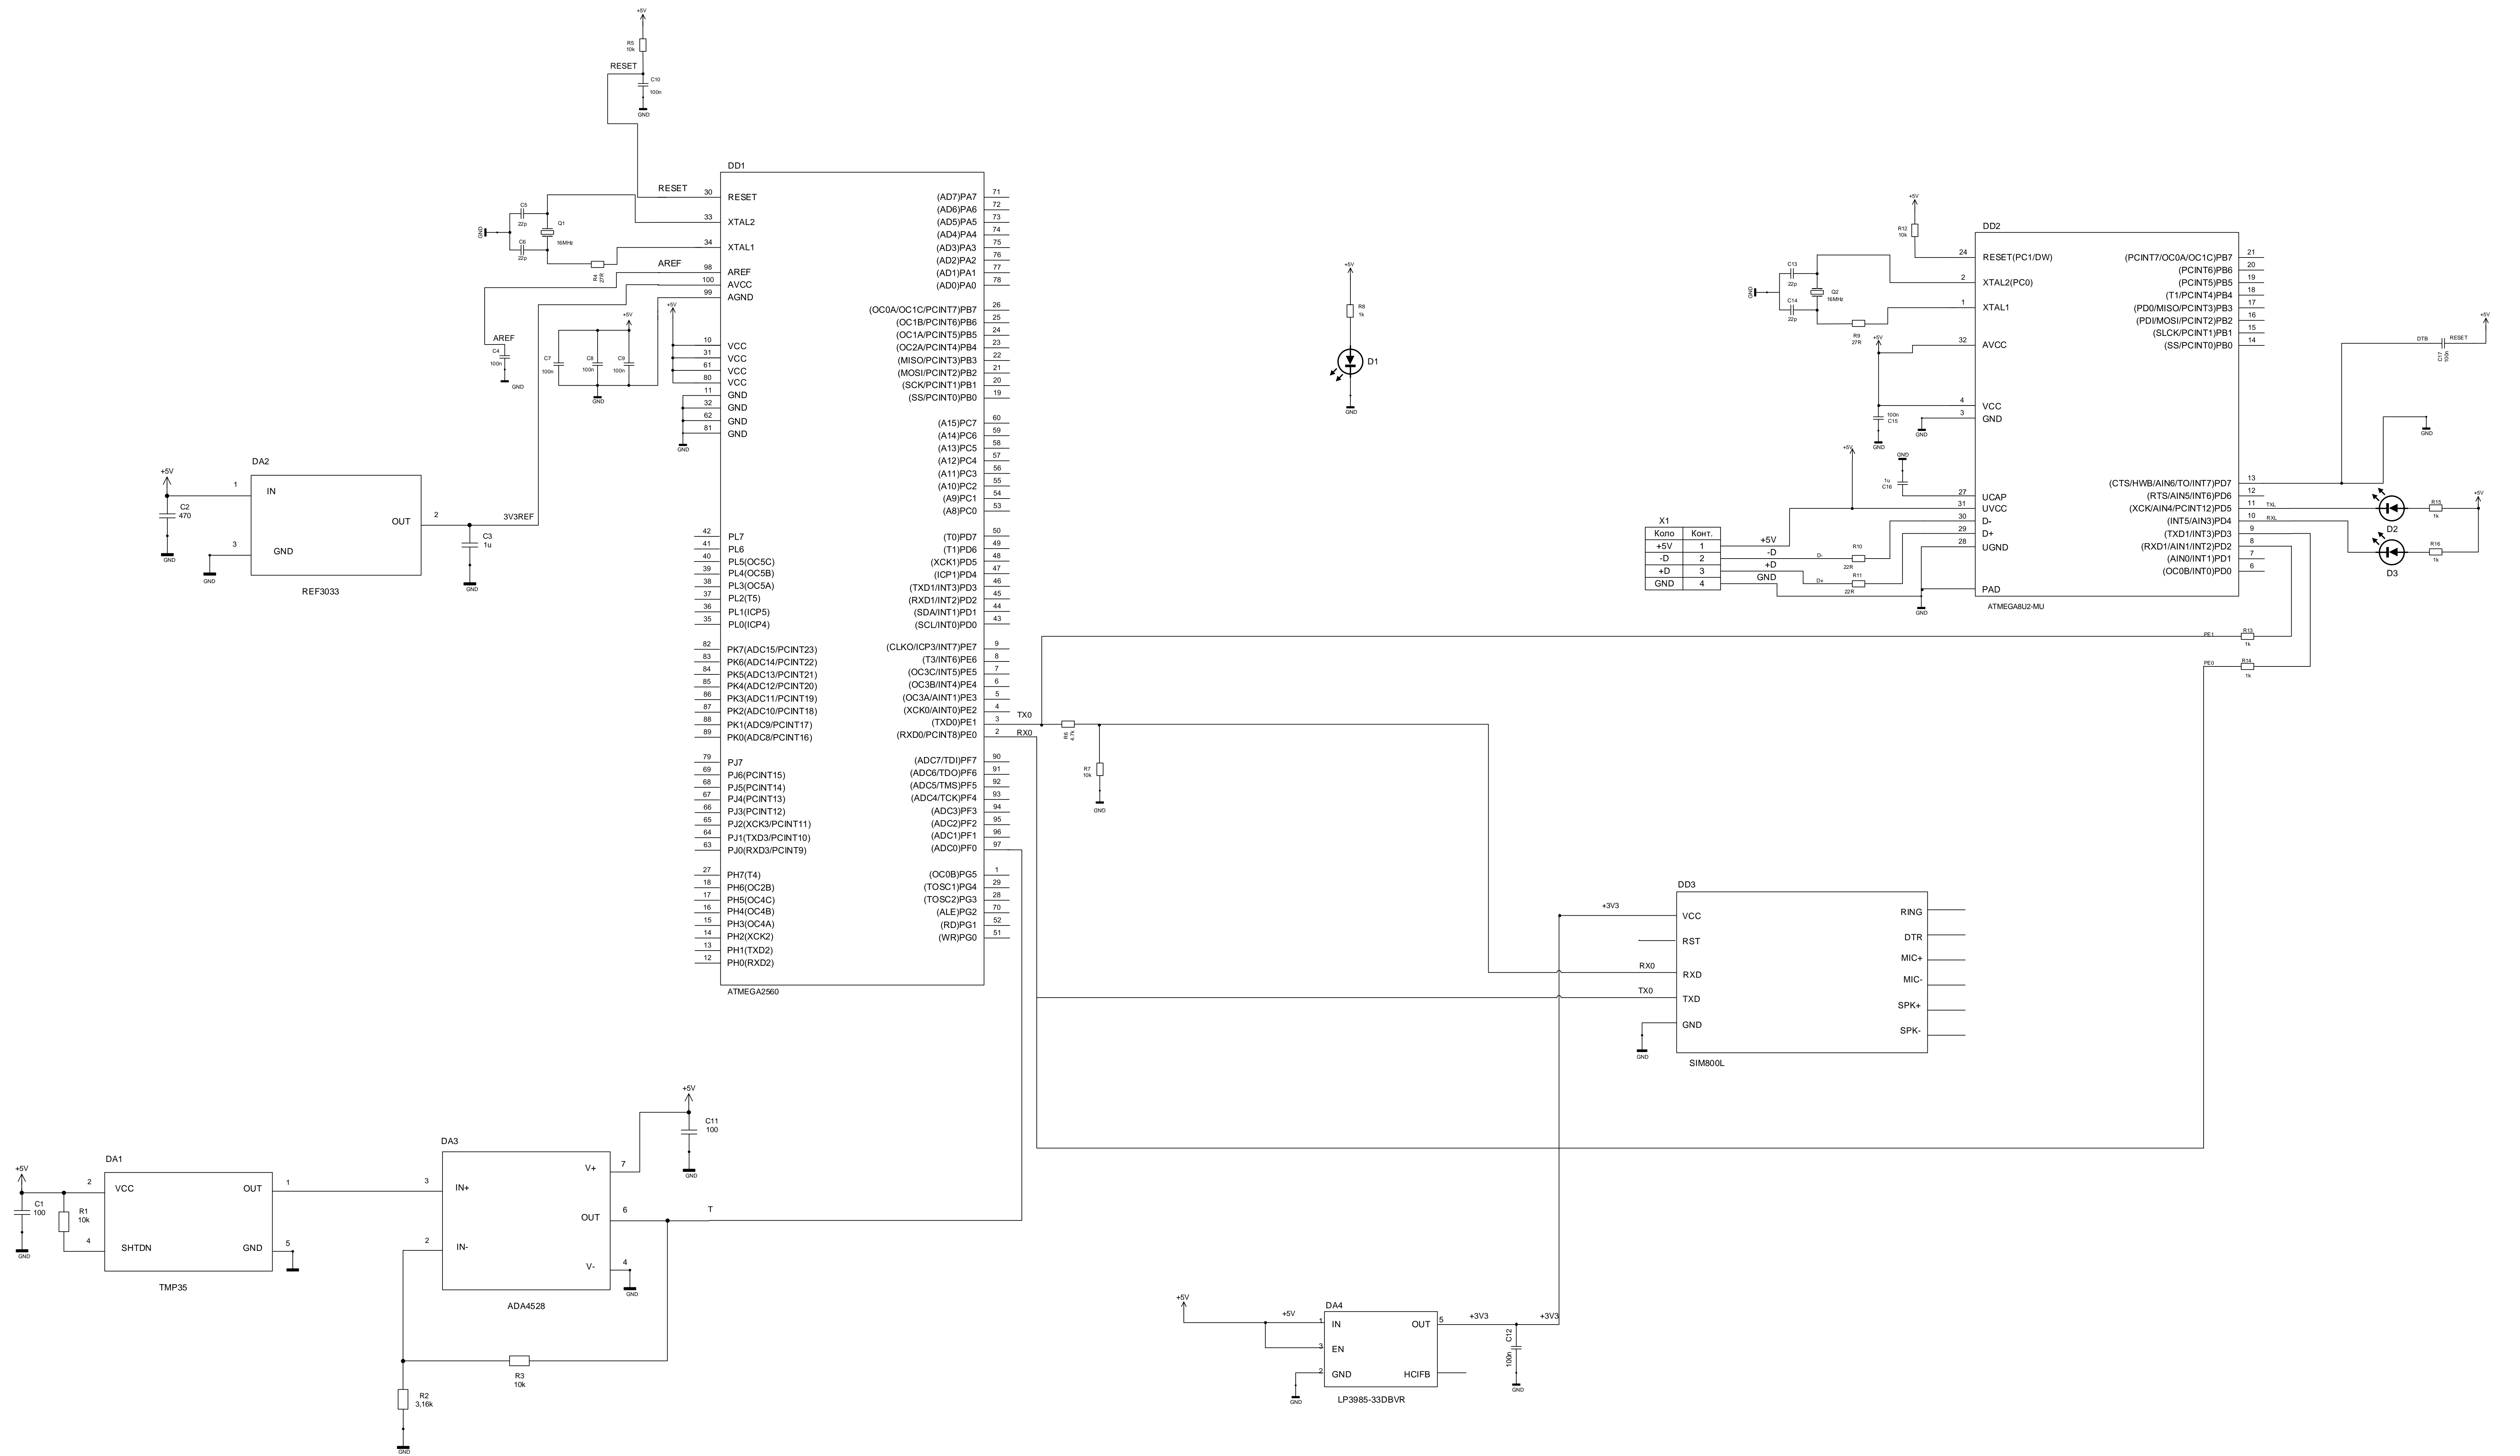 +5V
R5
10k
RESET
C10
100n
GND
DD1
30
RESET
RESET
33
XTAL2
34
XTAL1
98
AREF
AREF
100
AVCC
99
AGND
10
VCC
31
VCC
61
VCC
80
VCC
11
GND
32
GND
62
GND
81
GND
42
PL7
41
PL6
40
PL5(OC5C)
39
PL4(OC5B)
38
PL3(OC5A)
37
PL2(T5)
36
PL1(ICP5)
35
PL0(ICP4)
82
PK7(ADC15/PCINT23)
83
PK6(ADC14/PCINT22)
84
PK5(ADC13/PCINT21)
85
PK4(ADC12/PCINT20)
86
PK3(ADC11/PCINT19)
87
PK2(ADC10/PCINT18)
88
PK1(ADC9/PCINT17)
89
PK0(ADC8/PCINT16)
79
PJ7
69
PJ6(PCINT15)
68
PJ5(PCINT14)
67
PJ4(PCINT13)
66
PJ3(PCINT12)
65
PJ2(XCK3/PCINT11)
64
PJ1(TXD3/PCINT10)
63
PJ0(RXD3/PCINT9)
27
PH7(T4)
18
PH6(OC2B)
17
PH5(OC4C)
16
PH4(OC4B)
15
PH3(OC4A)
14
PH2(XCK2)
13
PH1(TXD2)
12
PH0(RXD2)
(AD7)PA7
71
(AD6)PA6
72
(AD5)PA5
73
(AD4)PA4
74
(AD3)PA3
75
(AD2)PA2
76
(AD1)PA1
77
(AD0)PA0
78
(OC0A/OC1C/PCINT7)PB7
26
(OC1B/PCINT6)PB6
25
(OC1A/PCINT5)PB5
24
(OC2A/PCINT4)PB4
23
(MISO/PCINT3)PB3
22
(MOSI/PCINT2)PB2
21
(SCK/PCINT1)PB1
20
(SS/PCINT0)PB0
19
(A15)PC7
60
(A14)PC6
59
(A13)PC5
58
(A12)PC4
57
(A11)PC3
56
(A10)PC2
55
(A9)PC1
54
(A8)PC0
53
(T0)PD7
50
(T1)PD6
49
(XCK1)PD5
48
(ICP1)PD4
47
(TXD1/INT3)PD3
46
(RXD1/INT2)PD2
45
(SDA/INT1)PD1
44
(SCL/INT0)PD0
43
(CLKO/ICP3/INT7)PE7
9
(T3/INT6)PE6
8
(OC3C/INT5)PE5
7
(OC3B/INT4)PE4
6
(OC3A/AINT1)PE3
5
(XCK0/AINT0)PE2
4
(TXD0)PE1
3
TX0
(RXD0/PCINT8)PE0
2
RX0
(ADC7/TDI)PF7
90
(ADC6/TDO)PF6
91
(ADC5/TMS)PF5
92
(ADC4/TCK)PF4
93
(ADC3)PF3
94
(ADC2)PF2
95
(ADC1)PF1
96
(ADC0)PF0
97
(OC0B)PG5
1
(TOSC1)PG4
29
(TOSC2)PG3
28
(ALE)PG2
70
(RD)PG1
52
(WR)PG0
51
ATMEGA2560
GND
C5
22p
C6
22p
Q1
16MHz
R4
27R
AREF
C4
100n
GND
+5V
C7
100n
C8
100n
C9
100n
GND
+5V
GND
DA2
+5V
C2
470
GND
1
IN
3
GND
GND
OUT
2
3V3REF
C3
1u
GND
REF3033
+5V
R8
1k
D1
GND
+5V
R12
10k
DD2
24
RESET(PC1/DW)
2
XTAL2(PC0)
1
XTAL1
32
AVCC
4
VCC
3
GND
27
UCAP
31
UVCC
30
D-
29
D+
28
UGND
PAD
(PCINT7/OC0A/OC1C)PB7
21
(PCINT6)PB6
20
(PCINT5)PB5
19
(T1/PCINT4)PB4
18
(PD0/MISO/PCINT3)PB3
17
(PDI/MOSI/PCINT2)PB2
16
(SLCK/PCINT1)PB1
15
(SS/PCINT0)PB0
14
(CTS/HWB/AIN6/TO/INT7)PD7
13
(RTS/AIN5/INT6)PD6
12
(XCK/AIN4/PCINT12)PD5
11
(INT5/AIN3)PD4
10
(TXD1/INT3)PD3
9
(RXD1/AIN1/INT2)PD2
8
(AIN0/INT1)PD1
7
(OC0B/INT0)PD0
6
ATMEGA8U2-MU
GND
C13
22p
C14
22p
Q2
16MHz
R9
27R
+5V
100n
C15
GND
GND
+5V
GND
1u
C16
X1
Коло
Конт.
+5V
1
-D
2
+D
3
GND
4
+5V
-D
+D
GND
D-
R10
22R
D+
R11
22R
GND
DTB
C17
100n
RESET
+5V
GND
TXL
RXL
D2
R15
1k
+5V
D3
R16
1k
PE1
R13
1k
PE0
R14
1k
R6
4.7k
R7
10k
GND
DD3
+3V3
VCC
RST
RX0
RXD
TX0
TXD
GND
GND
RING
DTR
MIC+
MIC-
SPK+
SPK-
SIM800L
DA1
+5V
C1
100
GND
R1
10k
2
VCC
4
SHTDN
OUT
1
GND
5
TMP35
DA3
3
IN+
2
IN-
V+
7
OUT
6
T
V-
4
GND
ADA4528
+5V
C11
100
GND
R3
10k
R2
3,16k
GND
+5V
+5V
DA4
1
IN
3
EN
2
GND
GND
OUT
5
HCIFB
LP3985-33DBVR
+3V3
+3V3
C12
100n
GND